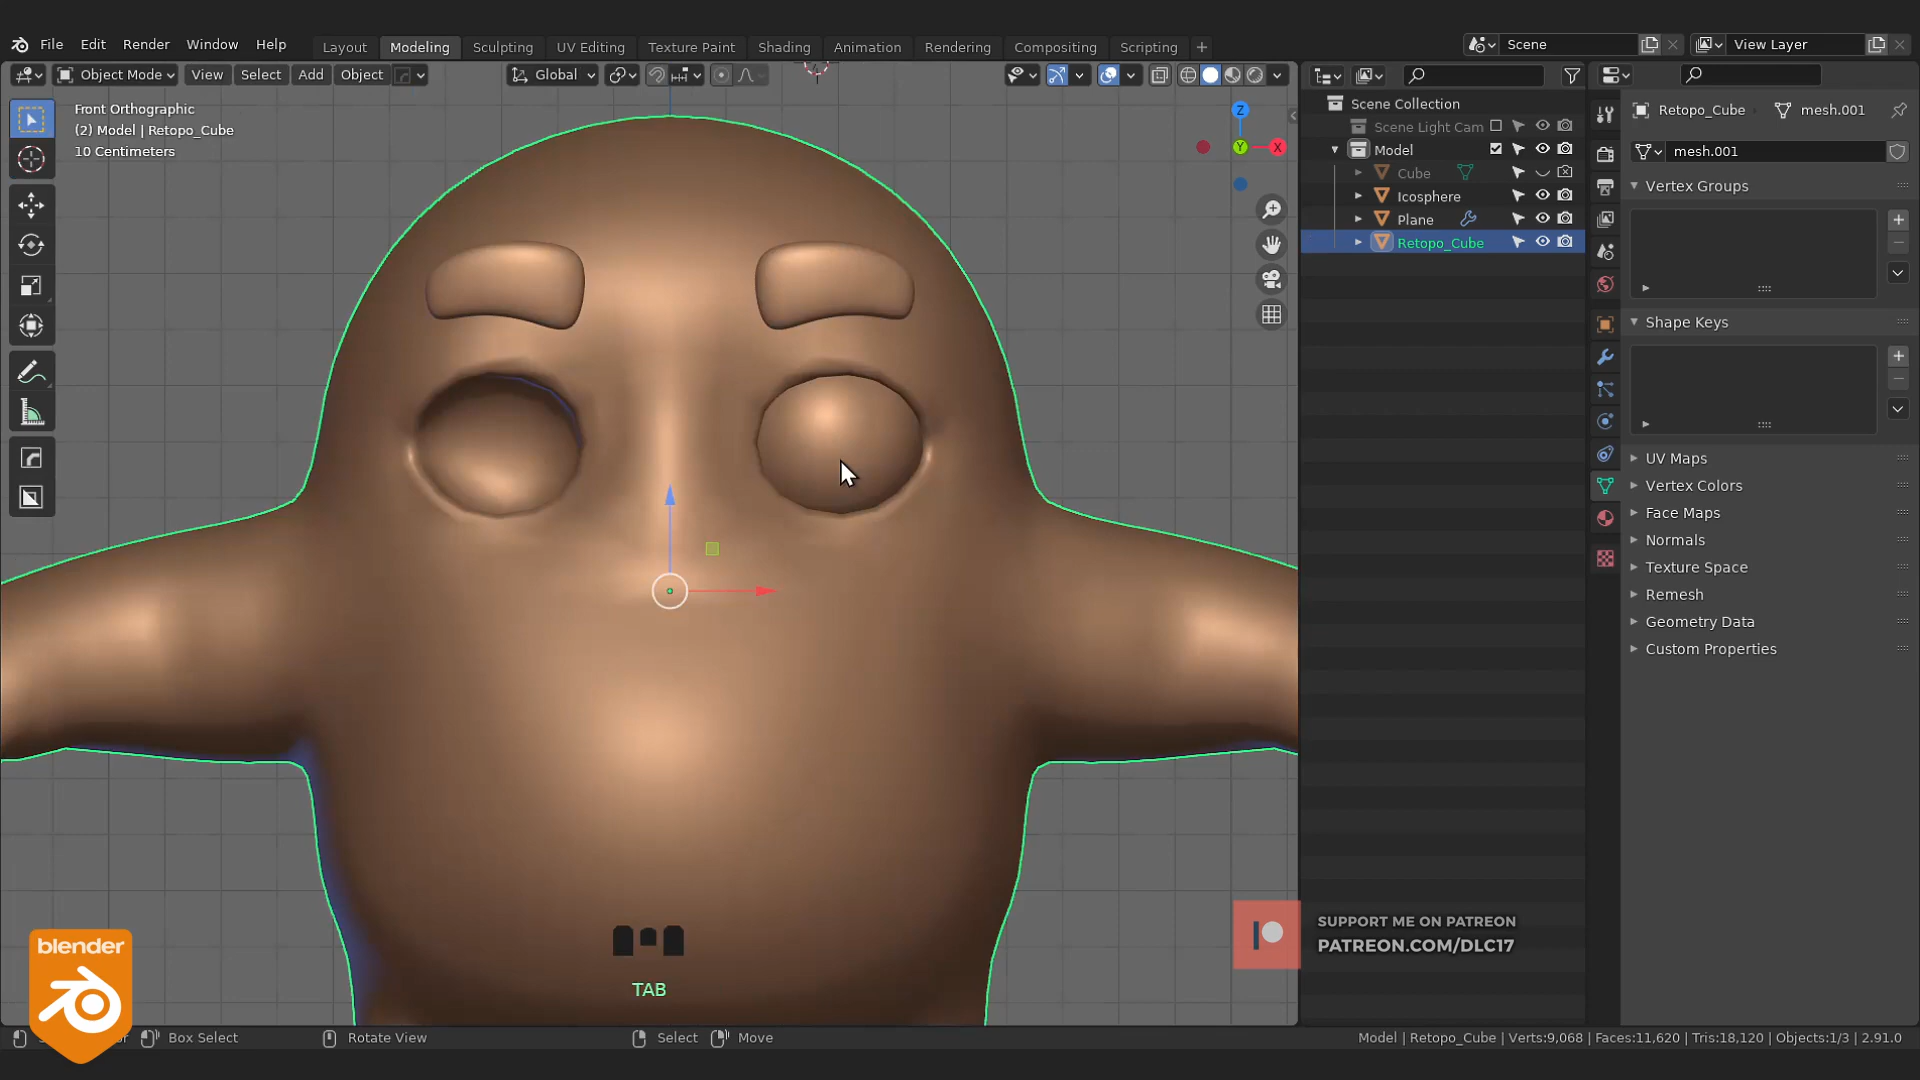 File Edit Render Window Help Layout Modeling Sculpting UV Editing Texture Paint Shading Animation Rendering Compositing Scripting + Scene View Layer
Object Mode View Select Add Object Global
Front Orthographic
(2) Model | Retopo_Cube
10 Centimeters
Z
Y
X
Scene Collection
Scene Light Cam
Model
Cube
Icosphere
Plane
Retopo_Cube
Retopo_Cube mesh.001
mesh.001
Vertex Groups
Shape Keys
UV Maps
Vertex Colors
Face Maps
Normals
Texture Space
Remesh
Geometry Data
Custom Properties
SUPPORT ME ON PATREON
PATREON.COM/DLC17
blender
TAB
Box Select Rotate View Select Move Model | Retopo_Cube | Verts:9,068 | Faces:11,620 | Tris:18,120 | Objects:1/3 | 2.91.0